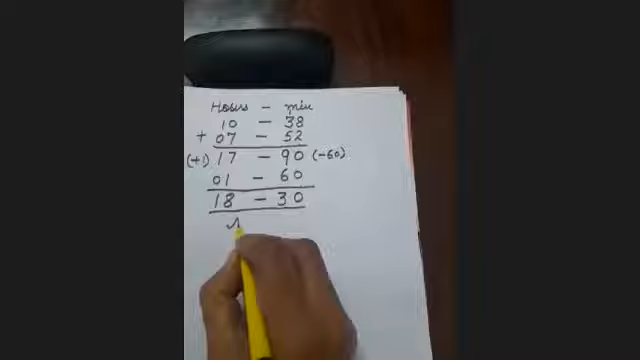 Hours - min
10 - 38
+ 07 - 52
(+1) 17 - 90 (-60)
01 - 60
18 - 30